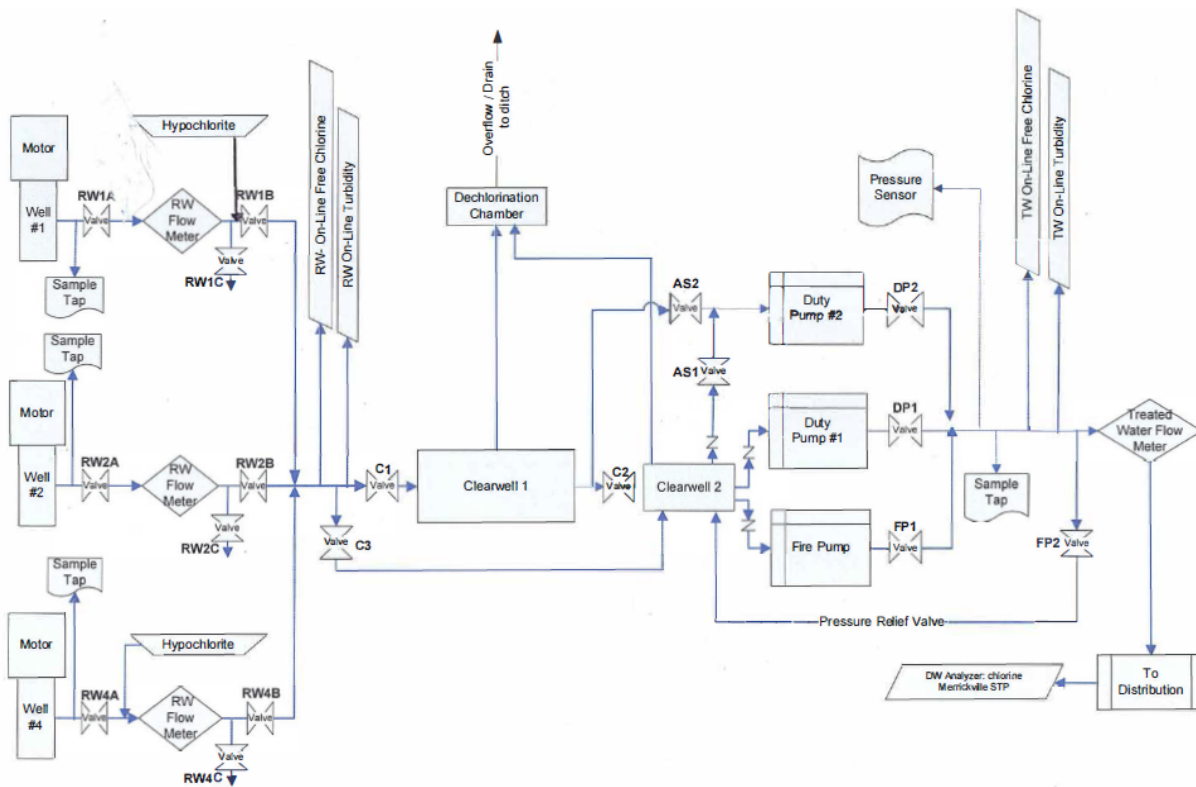 Motor
Well
#1
RW1A
Valve
Sample
Tap
RW
Flow
Meter
Hypochlorite
RW1B
Valve
Valve
RW1C
RW- On-Line Free Chlorine
RW On-Line Turbidity
Overflow / Drain
to ditch
Dechlorination
Chamber
Sample
Tap
Motor
Well
#2
RW2A
Valve
RW
Flow
Meter
RW2B
Valve
Valve
RW2C
C1
Valve
Valve
C3
Clearwell 1
C2
Valve
Clearwell 2
AS2
Valve
AS1
Valve
Duty
Pump #2
DP2
Valve
Duty
Pump #1
DP1
Valve
Fire Pump
FP1
Valve
Pressure
Sensor
TW On-Line Free Chlorine
TW On-Line Turbidity
Sample
Tap
Treated
Water Flow
Meter
FP2
Valve
Pressure Relief Valve
To
Distribution
DW Analyzer: chlorine
Merrickville STP
Sample
Tap
Motor
Well
#4
RW4A
Valve
Hypochlorite
RW
Flow
Meter
RW4B
Valve
Valve
RW4C